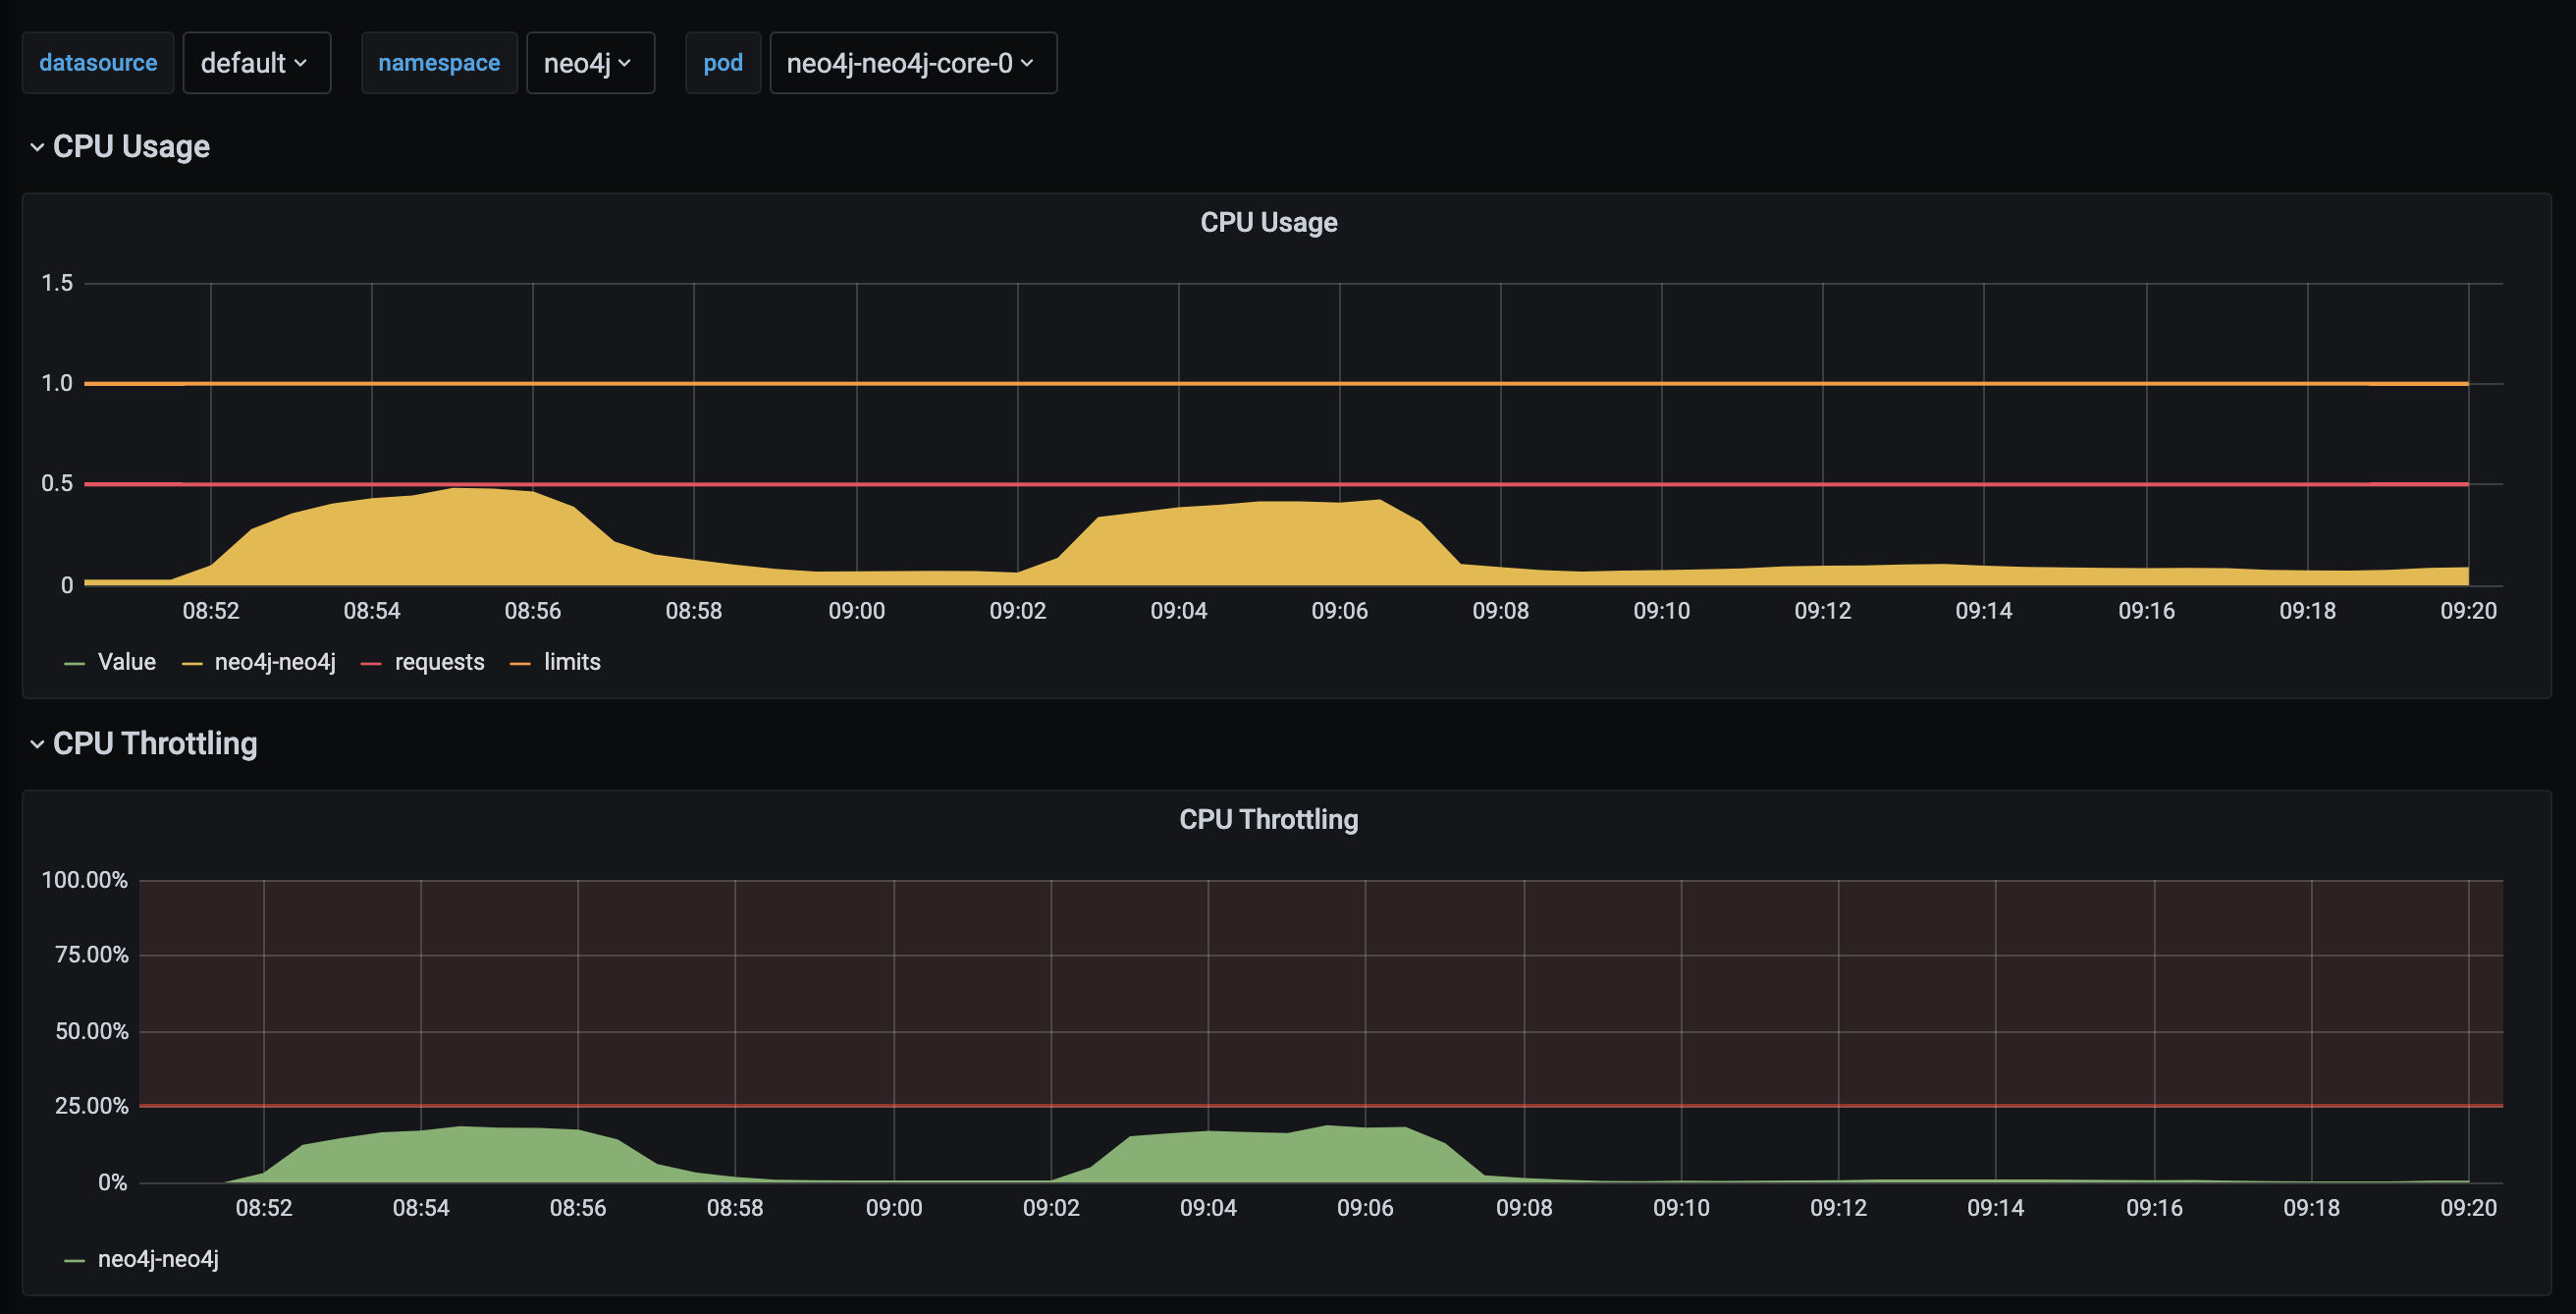 datasource default namespace neo4j pod neo4j-neo4j-core-0
CPU Usage
CPU Usage
1.5
1.0
0.5
0
08:52 08:54 08:56 08:58 09:00 09:02 09:04 09:06 09:08 09:10 09:12 09:14 09:16 09:18 09:20
Value neo4j-neo4j requests limits
CPU Throttling
CPU Throttling
100.00%
75.00%
50.00%
25.00%
0%
08:52 08:54 08:56 08:58 09:00 09:02 09:04 09:06 09:08 09:10 09:12 09:14 09:16 09:18 09:20
neo4j-neo4j